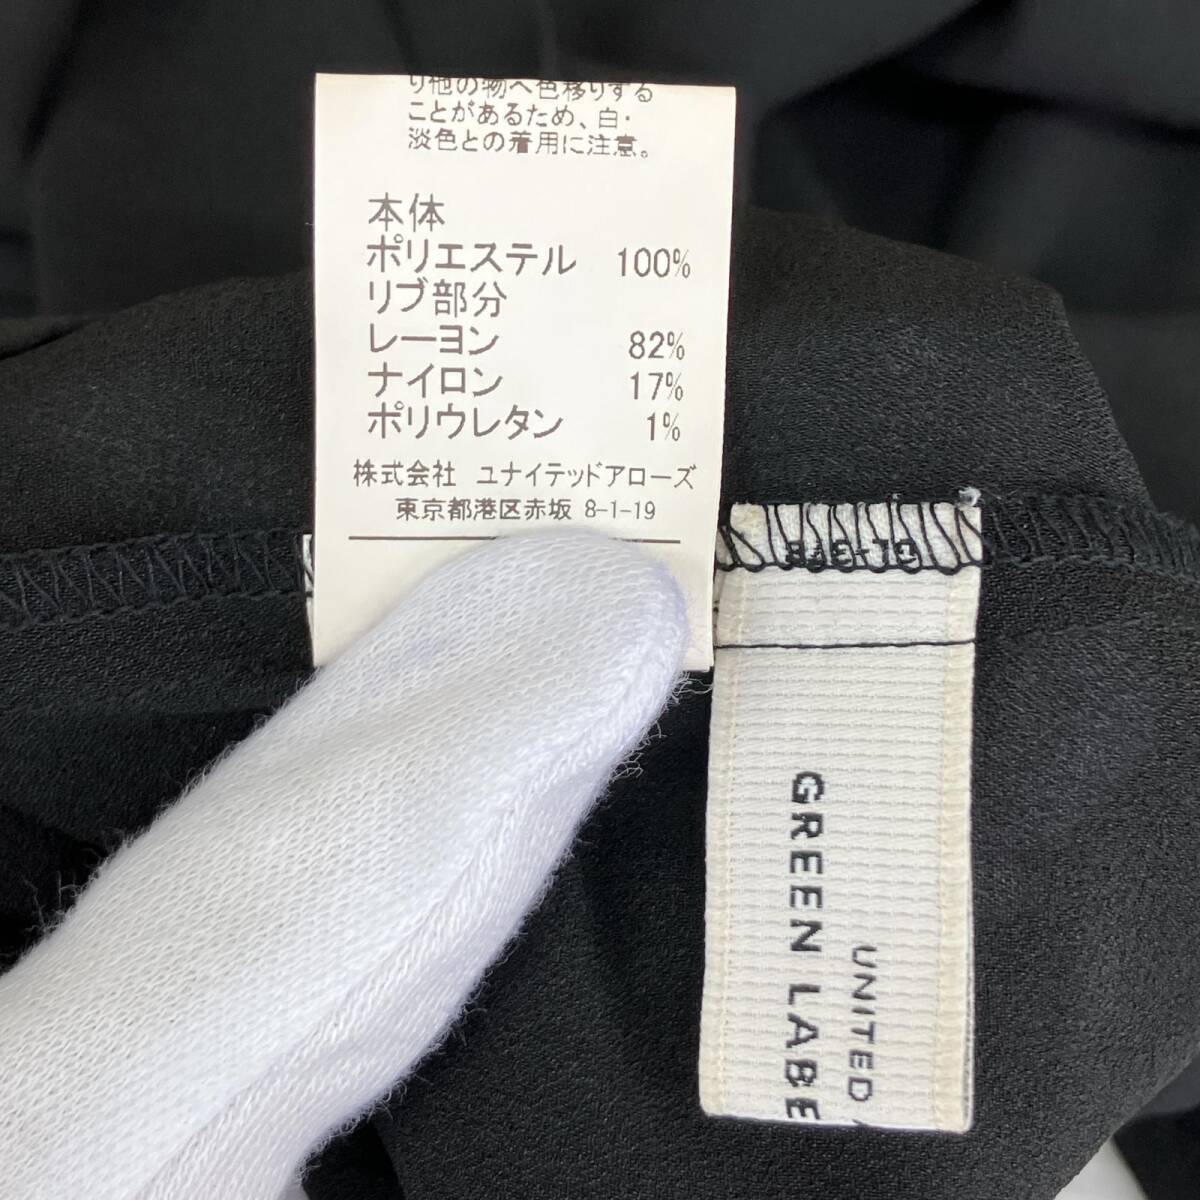 り他の物へ色移りする
ことがあるため、白・
淡色との着用に注意。
本体
ポリエステル 100%
リブ部分
レーヨン 82%
ナイロン 17%
ポリウレタン 1%
株式会社 ユナイテッドアローズ
東京都港区赤坂 8-1-19
UNITED
GREEN LABE